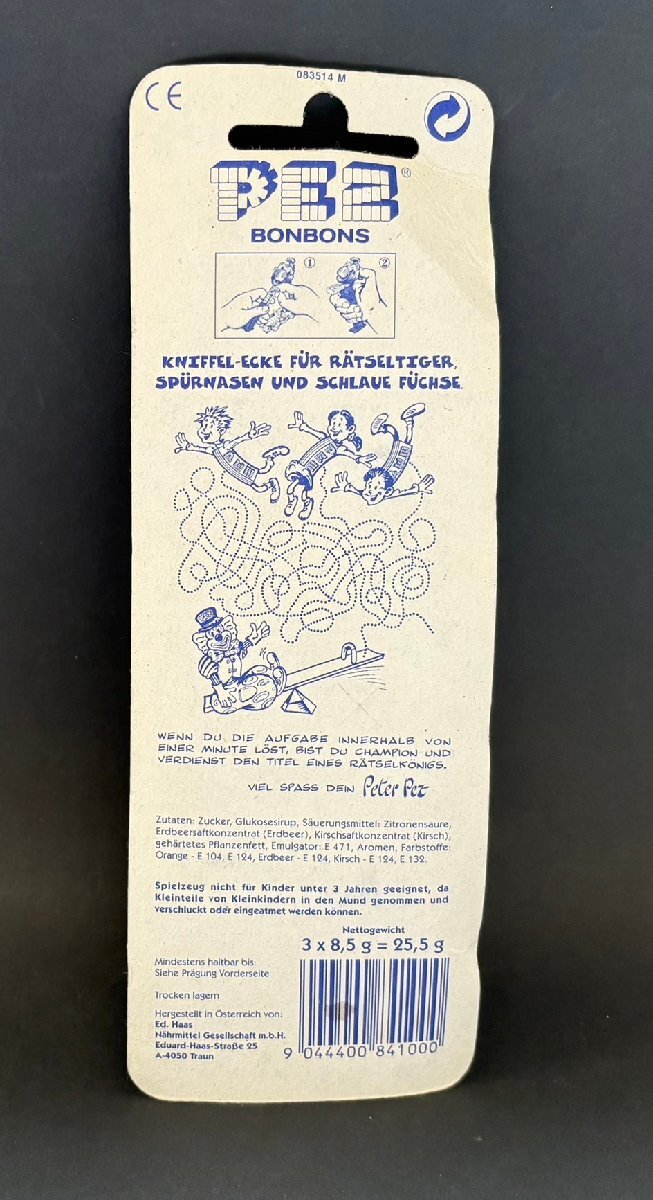 083514 M
CE
PEZ®
BONBONS
1 2
KNIFFEL-ECKE FÜR RÄTSELTIGER,
SPÜRNASEN UND SCHLAUE FÜCHSE.
WENN DU DIE AUFGABE INNERHALB VON
EINER MINUTE LÖST, BIST DU CHAMPION UND
VERDIENST DEN TITEL EINES RÄTSELKÖNIGS.
VIEL SPASS DEIN Peter Pez
Zutaten: Zucker, Glukosesirup, Säuerungsmittel: Zitronensäure,
Erdbeersaftkonzentrat (Erdbeer), Kirschsaftkonzentrat (Kirsch),
gehärtetes Pflanzenfett, Emulgator: E 471, Aromen, Farbstoffe:
Orange - E 104, E 124, Erdbeer - E 124, Kirsch - E 124, E 132.
Spielzeug nicht für Kinder unter 3 Jahren geeignet, da
Kleinteile von Kleinkindern in den Mund genommen und
verschluckt oder eingeatmet werden können.
Nettogewicht
3 x 8,5 g = 25,5 g
Mindestens haltbar bis:
Siehe Prägung Vorderseite
Trocken lagern
Hergestellt in Österreich von:
Ed. Haas
Nährmittel Gesellschaft m.b.H.
Eduard-Haas-Straße 25
A-4050 Traun
9 044400 841000